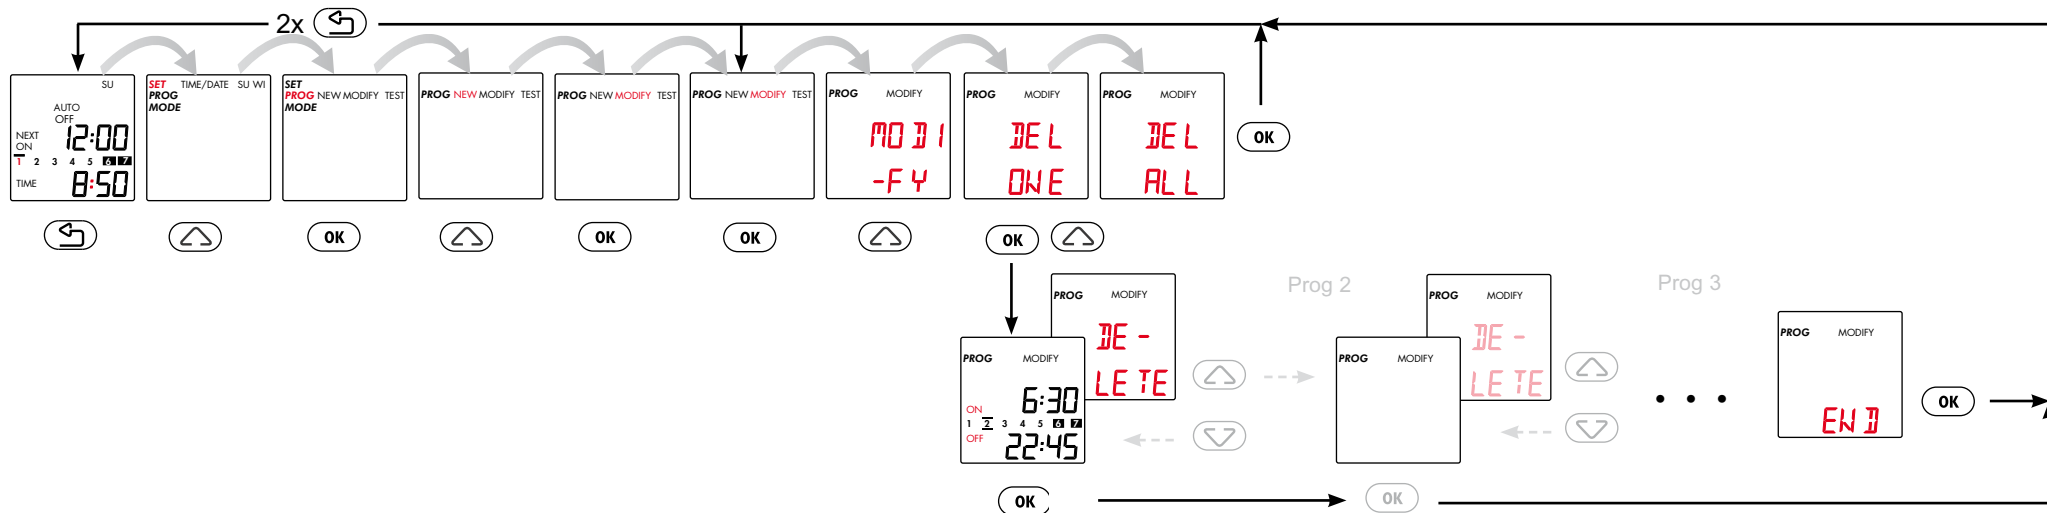 2x
SU
AUTO
OFF
NEXT
ON
12:00
1 2 3 4 5 6 7
TIME
8:50
SET TIME/DATE SU WI
PROG
MODE
SET
PROG NEW MODIFY TEST
MODE
PROG NEW MODIFY TEST
PROG NEW MODIFY TEST
PROG NEW MODIFY TEST
PROG MODIFY
MODI
-FY
PROG MODIFY
DEL
ONE
PROG MODIFY
DEL
ALL
OK
OK
OK
OK
OK
PROG MODIFY
DE-
LETE
PROG MODIFY
ON
6:30
1 2 3 4 5 6 7
OFF
22:45
Prog 2
PROG MODIFY
DE-
LETE
PROG MODIFY
Prog 3
• • •
PROG MODIFY
END
OK
OK
OK